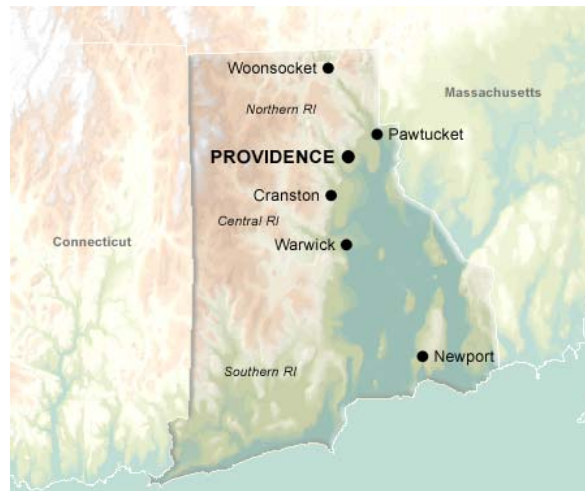 Woonsocket
Massachusetts
Northern RI
Pawtucket
PROVIDENCE
Cranston
Central RI
Connecticut
Warwick
Newport
Southern RI